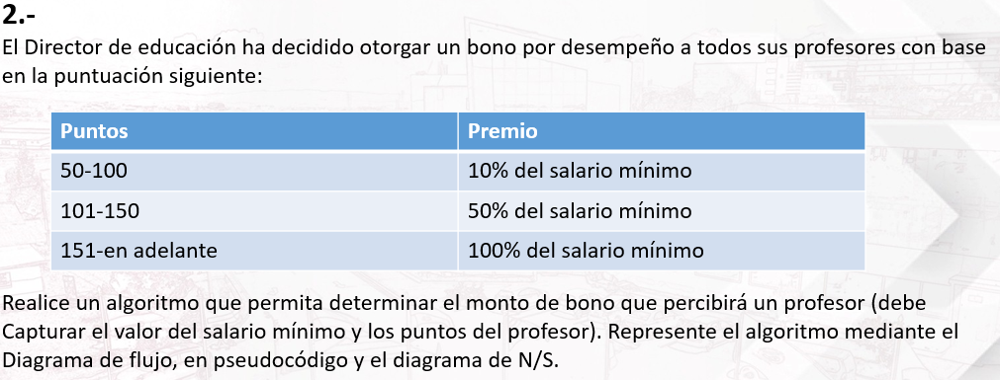 2.-
El Director de educación ha decidido otorgar un bono por desempeño a todos sus profesores con base
en la puntuación siguiente:
Puntos Premio
50-100 10% del salario mínimo
101-150 50% del salario mínimo
151-en adelante 100% del salario mínimo
Realice un algoritmo que permita determinar el monto de bono que percibirá un profesor (debe
Capturar el valor del salario mínimo y los puntos del profesor). Represente el algoritmo mediante el
Diagrama de flujo, en pseudocódigo y el diagrama de N/S.